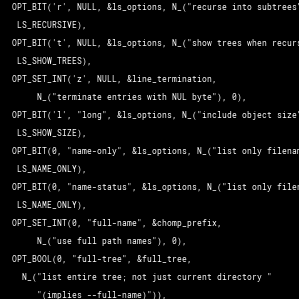 OPT_BIT('r', NULL, &ls_options, N_("recurse into subtrees"
LS_RECURSIVE),
OPT_BIT('t', NULL, &ls_options, N_("show trees when recurs
LS_SHOW_TREES),
OPT_SET_INT('z', NULL, &line_termination,
N_("terminate entries with NUL byte"), 0),
OPT_BIT('l', "long", &ls_options, N_("include object size"
LS_SHOW_SIZE),
OPT_BIT(0, "name-only", &ls_options, N_("list only filenam
LS_NAME_ONLY),
OPT_BIT(0, "name-status", &ls_options, N_("list only filen
LS_NAME_ONLY),
OPT_SET_INT(0, "full-name", &chomp_prefix,
N_("use full path names"), 0),
OPT_BOOL(0, "full-tree", &full_tree,
N_("list entire tree; not just current directory "
"(implies --full-name)")),